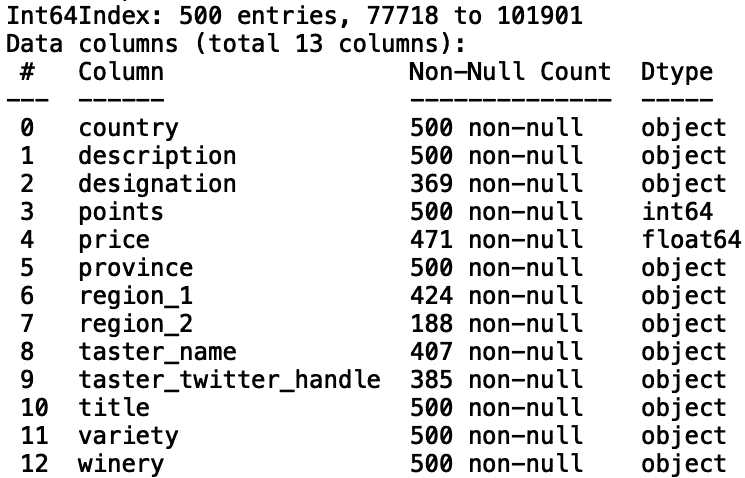 Int64Index: 500 entries, 77718 to 101901
Data columns (total 13 columns):
 #   Column                 Non-Null Count  Dtype
---  ------                 --------------  -----
 0   country                500 non-null    object
 1   description            500 non-null    object
 2   designation            369 non-null    object
 3   points                 500 non-null    int64
 4   price                  471 non-null    float64
 5   province               500 non-null    object
 6   region_1               424 non-null    object
 7   region_2               188 non-null    object
 8   taster_name            407 non-null    object
 9   taster_twitter_handle  385 non-null    object
 10  title                  500 non-null    object
 11  variety                500 non-null    object
 12  winery                 500 non-null    object